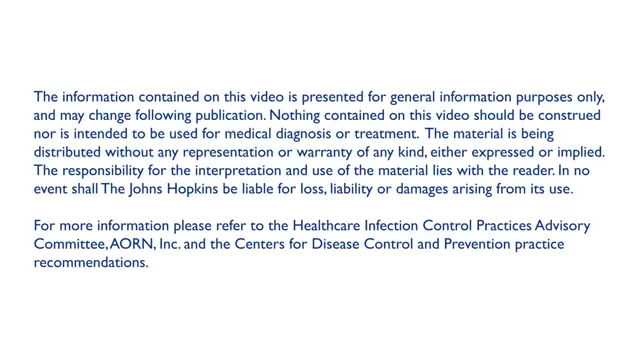 The information contained on this video is presented for general information purposes only,
and may change following publication. Nothing contained on this video should be construed
nor is intended to be used for medical diagnosis or treatment. The material is being
distributed without any representation or warranty of any kind, either expressed or implied.
The responsibility for the interpretation and use of the material lies with the reader. In no
event shall The Johns Hopkins be liable for loss, liability or damages arising from its use.
For more information please refer to the Healthcare Infection Control Practices Advisory
Committee, AORN, Inc. and the Centers for Disease Control and Prevention practice
recommendations.